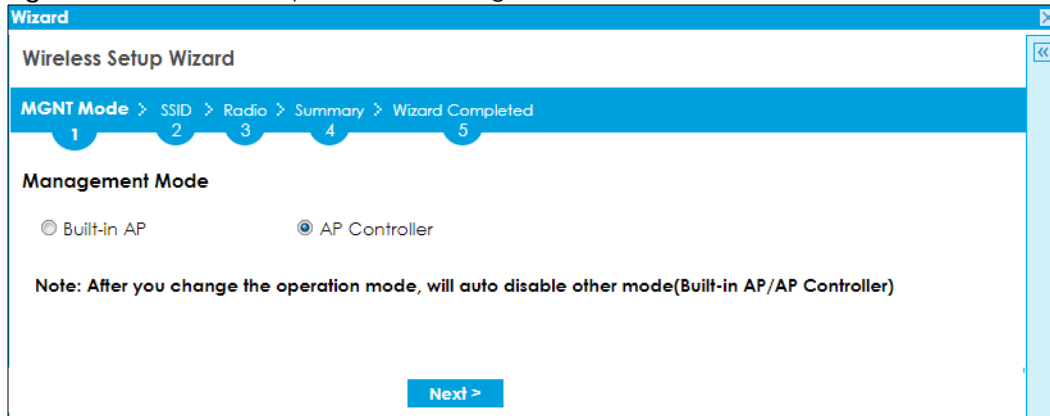 Wizard
Wireless Setup Wizard
MGNT Mode > SSID > Radio > Summary > Wizard Completed
1 2 3 4 5
Management Mode
Built-in AP AP Controller
Note: After you change the operation mode, will auto disable other mode(Built-in AP/AP Controller)
Next >